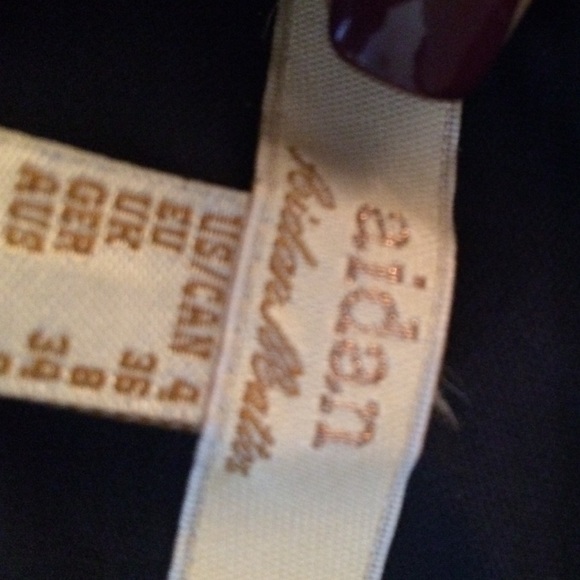 aidan
Aidan Mattox
US/CAN 4
EU 36
UK 8
GER 34
AUS